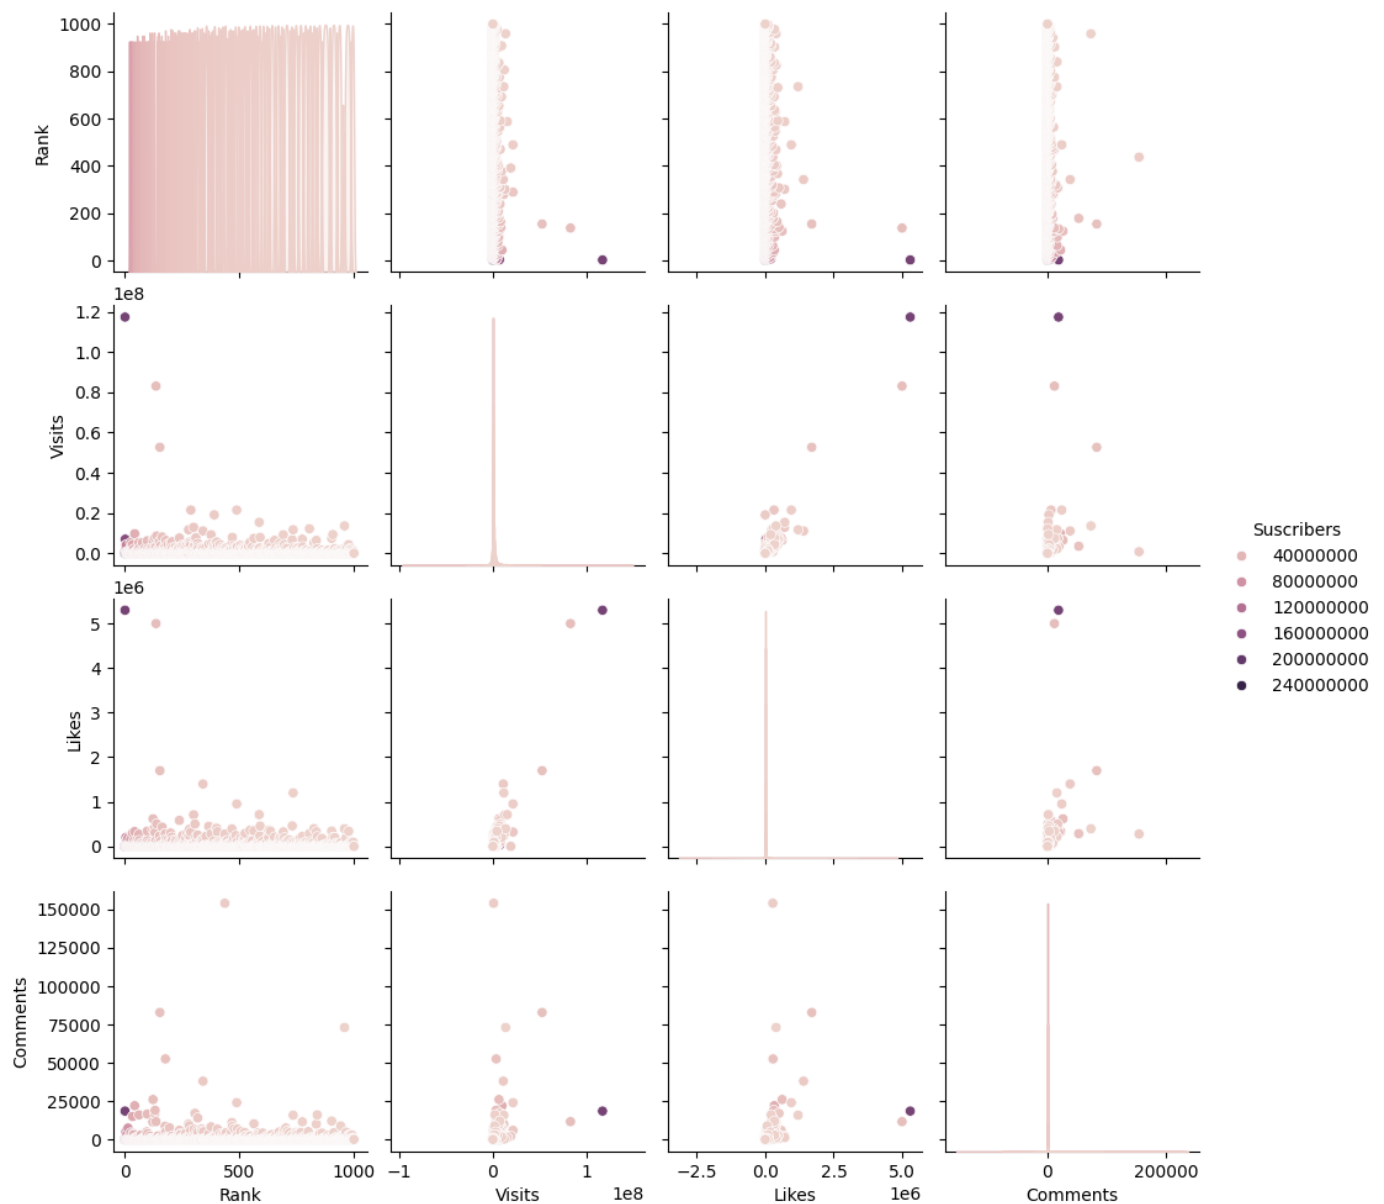 1000
800
600
400
200
0
Rank
1e8
1.2
1.0
0.8
0.6
0.4
0.2
0.0
Visits
1e6
5
4
3
2
1
0
Likes
150000
125000
100000
75000
50000
25000
0
Comments
0 500 1000
Rank
−1 0 1
1e8
Visits
−2.5 0.0 2.5 5.0
1e6
Likes
0 200000
Comments
Suscribers
40000000
80000000
120000000
160000000
200000000
240000000